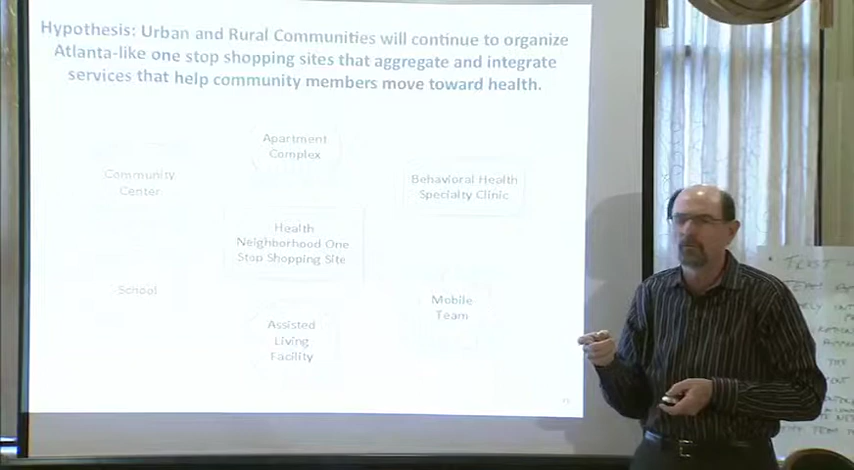 Hypothesis: Urban and Rural Communities will continue to organize
Atlanta-like one stop shopping sites that aggregate and integrate
services that help community members move toward health.
Apartment
Complex
Community
Center
Behavioral Health
Specialty Clinic
Health
Neighborhood One
Stop Shopping Site
School
Mobile
Team
Assisted
Living
Facility
TRUST
TEAM